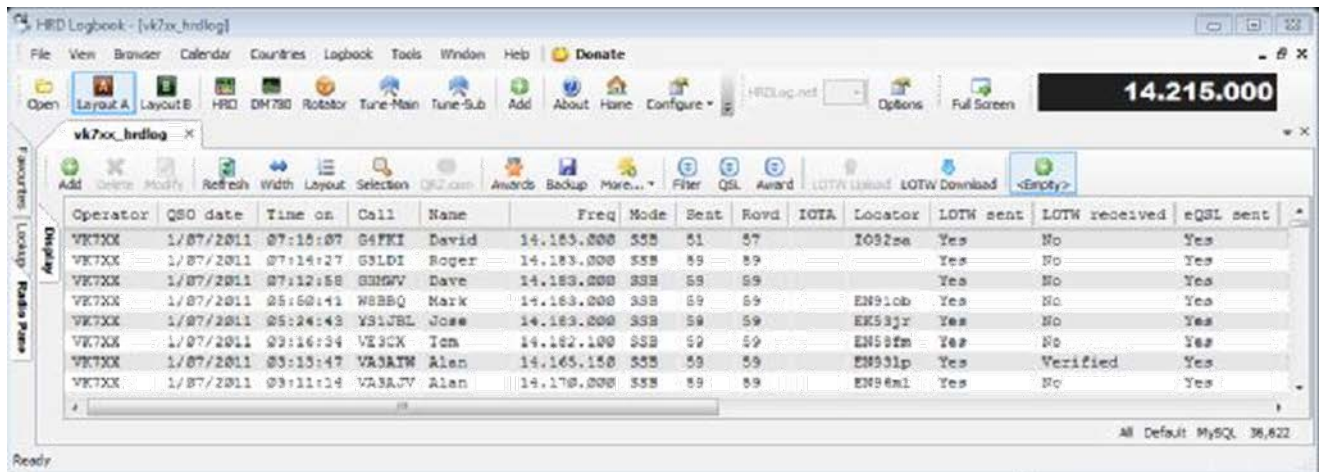 HRD Logbook - [vk7xx_hrdlog]
File View Browser Calendar Countries Logbook Tools Window Help Donate
Open Layout A Layout B HRD DM780 Rotator Tune-Main Tune-Sub Add About Home Configure HRDLog.net Options Full Screen 14.215.000
vk7xx_hrdlog
Favourites
Lookup
Radio Pane
Display
Add Delete Modify Refresh Width Layout Selection QRZ.com Awards Backup More... Filter QSL Award LOTW Upload LOTW Download <Empty>
Operator QSO date Time on Call Name Freq Mode Sent Rcvd IOTA Locator LOTW sent LOTW received eQSL sent
VK7XX 1/07/2011 G4FKI David 14.183.000 SSB 51 57 IO92sa Yes No Yes
VK7XX 1/07/2011 07:14:27 G3LDI Roger 14.183.000 SSB 59 59 Yes No Yes
VK7XX 1/07/2011 07:12:58 Dave 14.183.000 SSB 59 59 Yes No Yes
VK7XX 1/07/2011 05:50:41 W8BBQ Mark 14.183.000 SSB 59 59 EN91ob Yes No Yes
VK7XX 1/07/2011 05:24:43 YS1JBL Jose 14.183.000 SSB 59 59 EK53jr Yes No Yes
VK7XX 1/07/2011 03:16:34 VE3CX Tom 14.182.100 SSB 59 59 EN58fm Yes No Yes
VK7XX 1/07/2011 03:13:47 VA3ATW Alan 14.165.150 SSB 59 59 EN93lp Yes Verified Yes
VK7XX 1/07/2011 03:11:14 VA3AJV Alan 14.170.000 SSB 59 59 EN96ml Yes No Yes
All Default MySQL 36,622
Ready